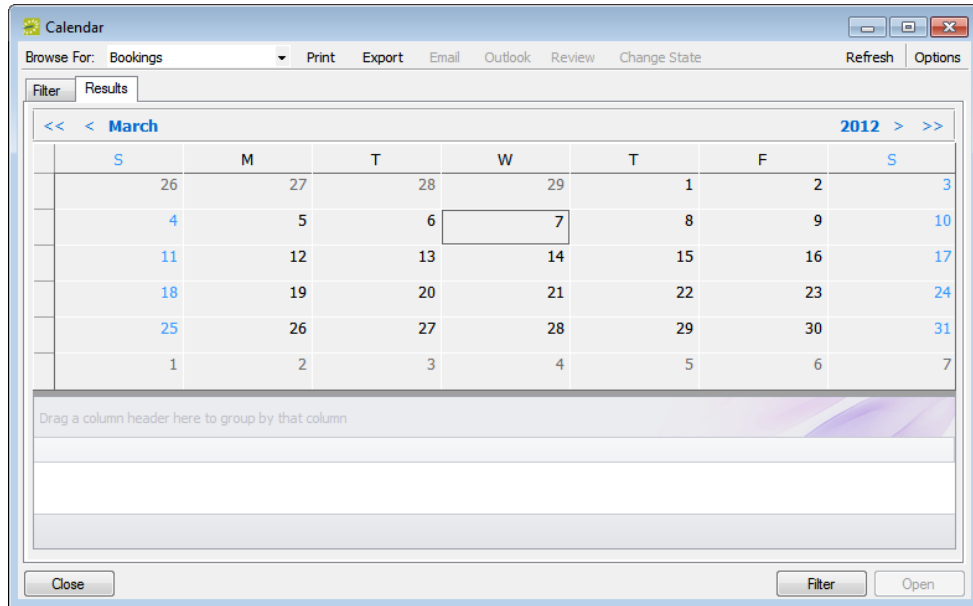 Calendar
Browse For: Bookings Print Export Email Outlook Review Change State Refresh Options
Filter Results
<< < March 2012 > >>
S M T W T F S
26 27 28 29 1 2 3
4 5 6 7 8 9 10
11 12 13 14 15 16 17
18 19 20 21 22 23 24
25 26 27 28 29 30 31
1 2 3 4 5 6 7
Drag a column header here to group by that column
Close Filter Open